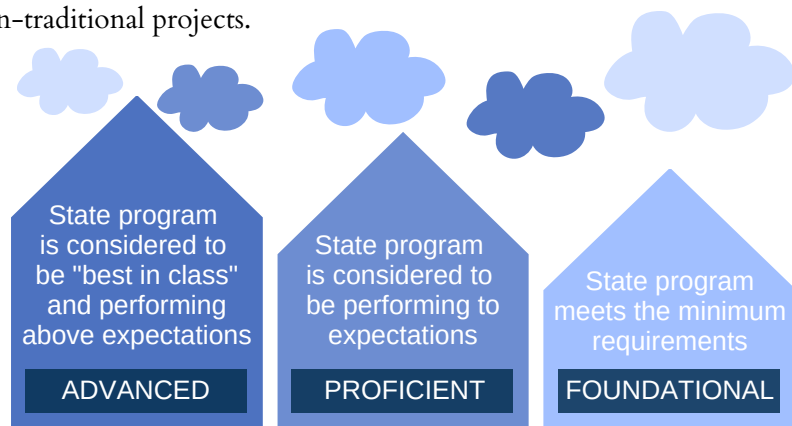 n-traditional projects.
State program
is considered to
be "best in class"
and performing
above expectations
ADVANCED
State program
is considered to
be performing to
expectations
PROFICIENT
State program
meets the minimum
requirements
FOUNDATIONAL